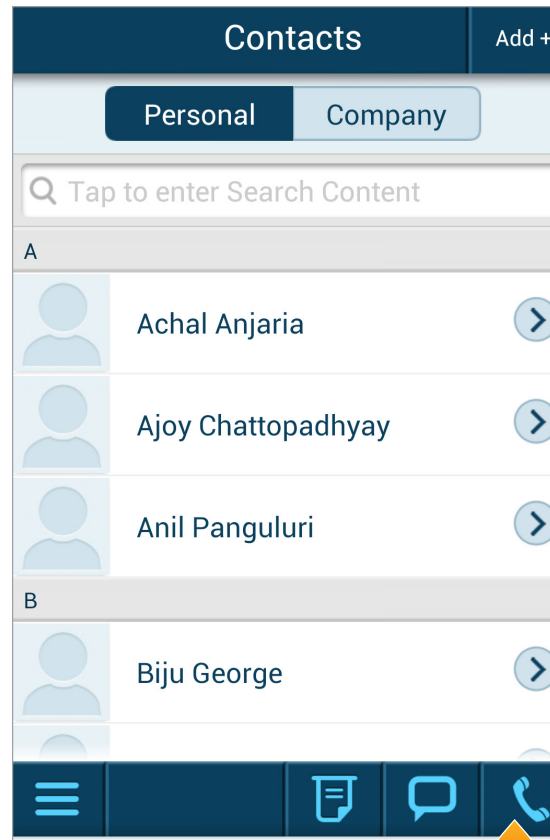 Contacts
Add +
Personal
Company
Tap to enter Search Content
A
Achal Anjaria
Ajoy Chattopadhyay
Anil Panguluri
B
Biju George